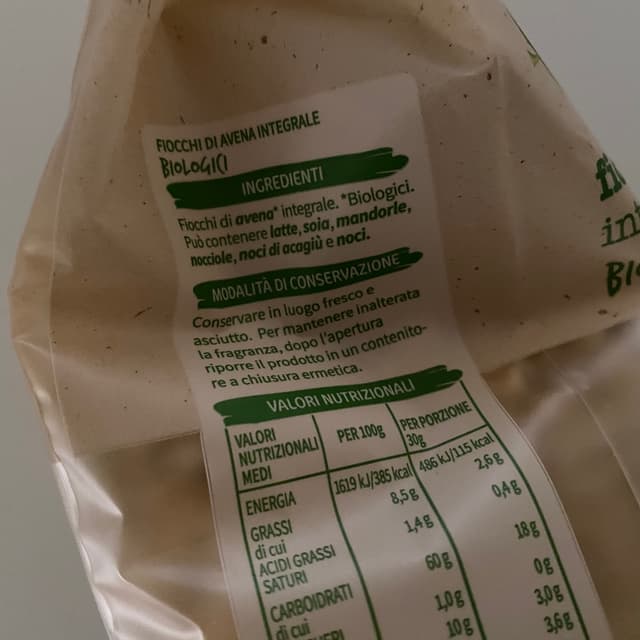 FIOCCHI DI AVENA INTEGRALE
BIOLOGICI
INGREDIENTI
Fiocchi di avena* integrale. *Biologici.
Può contenere latte, soia, mandorle,
nocciole, noci di acagiù e noci.
MODALITÀ DI CONSERVAZIONE
Conservare in luogo fresco e
asciutto. Per mantenere inalterata
la fragranza, dopo l'apertura
riporre il prodotto in un contenito-
re a chiusura ermetica.
VALORI NUTRIZIONALI
VALORI
NUTRIZIONALI
MEDI
PER 100g
PER PORZIONE
30g
ENERGIA
1619 kJ/385 kcal
486 kJ/115 kcal
GRASSI
8,5g
2,6g
di cui
ACIDI GRASSI
SATURI
1,4g
0,4g
CARBOIDRATI
60g
18g
di cui
1,0g
0g
10g
3,0g
3,6g